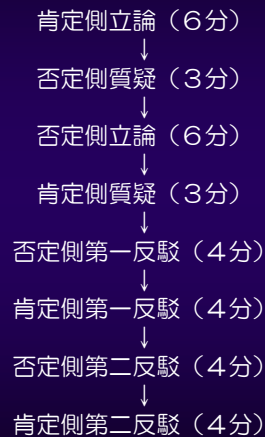 肯定側立論（６分）
↓
否定側質疑（３分）
↓
否定側立論（６分）
↓
肯定側質疑（３分）
↓
否定側第一反駁（４分）
↓
肯定側第一反駁（４分）
↓
否定側第二反駁（４分）
↓
肯定側第二反駁（４分）